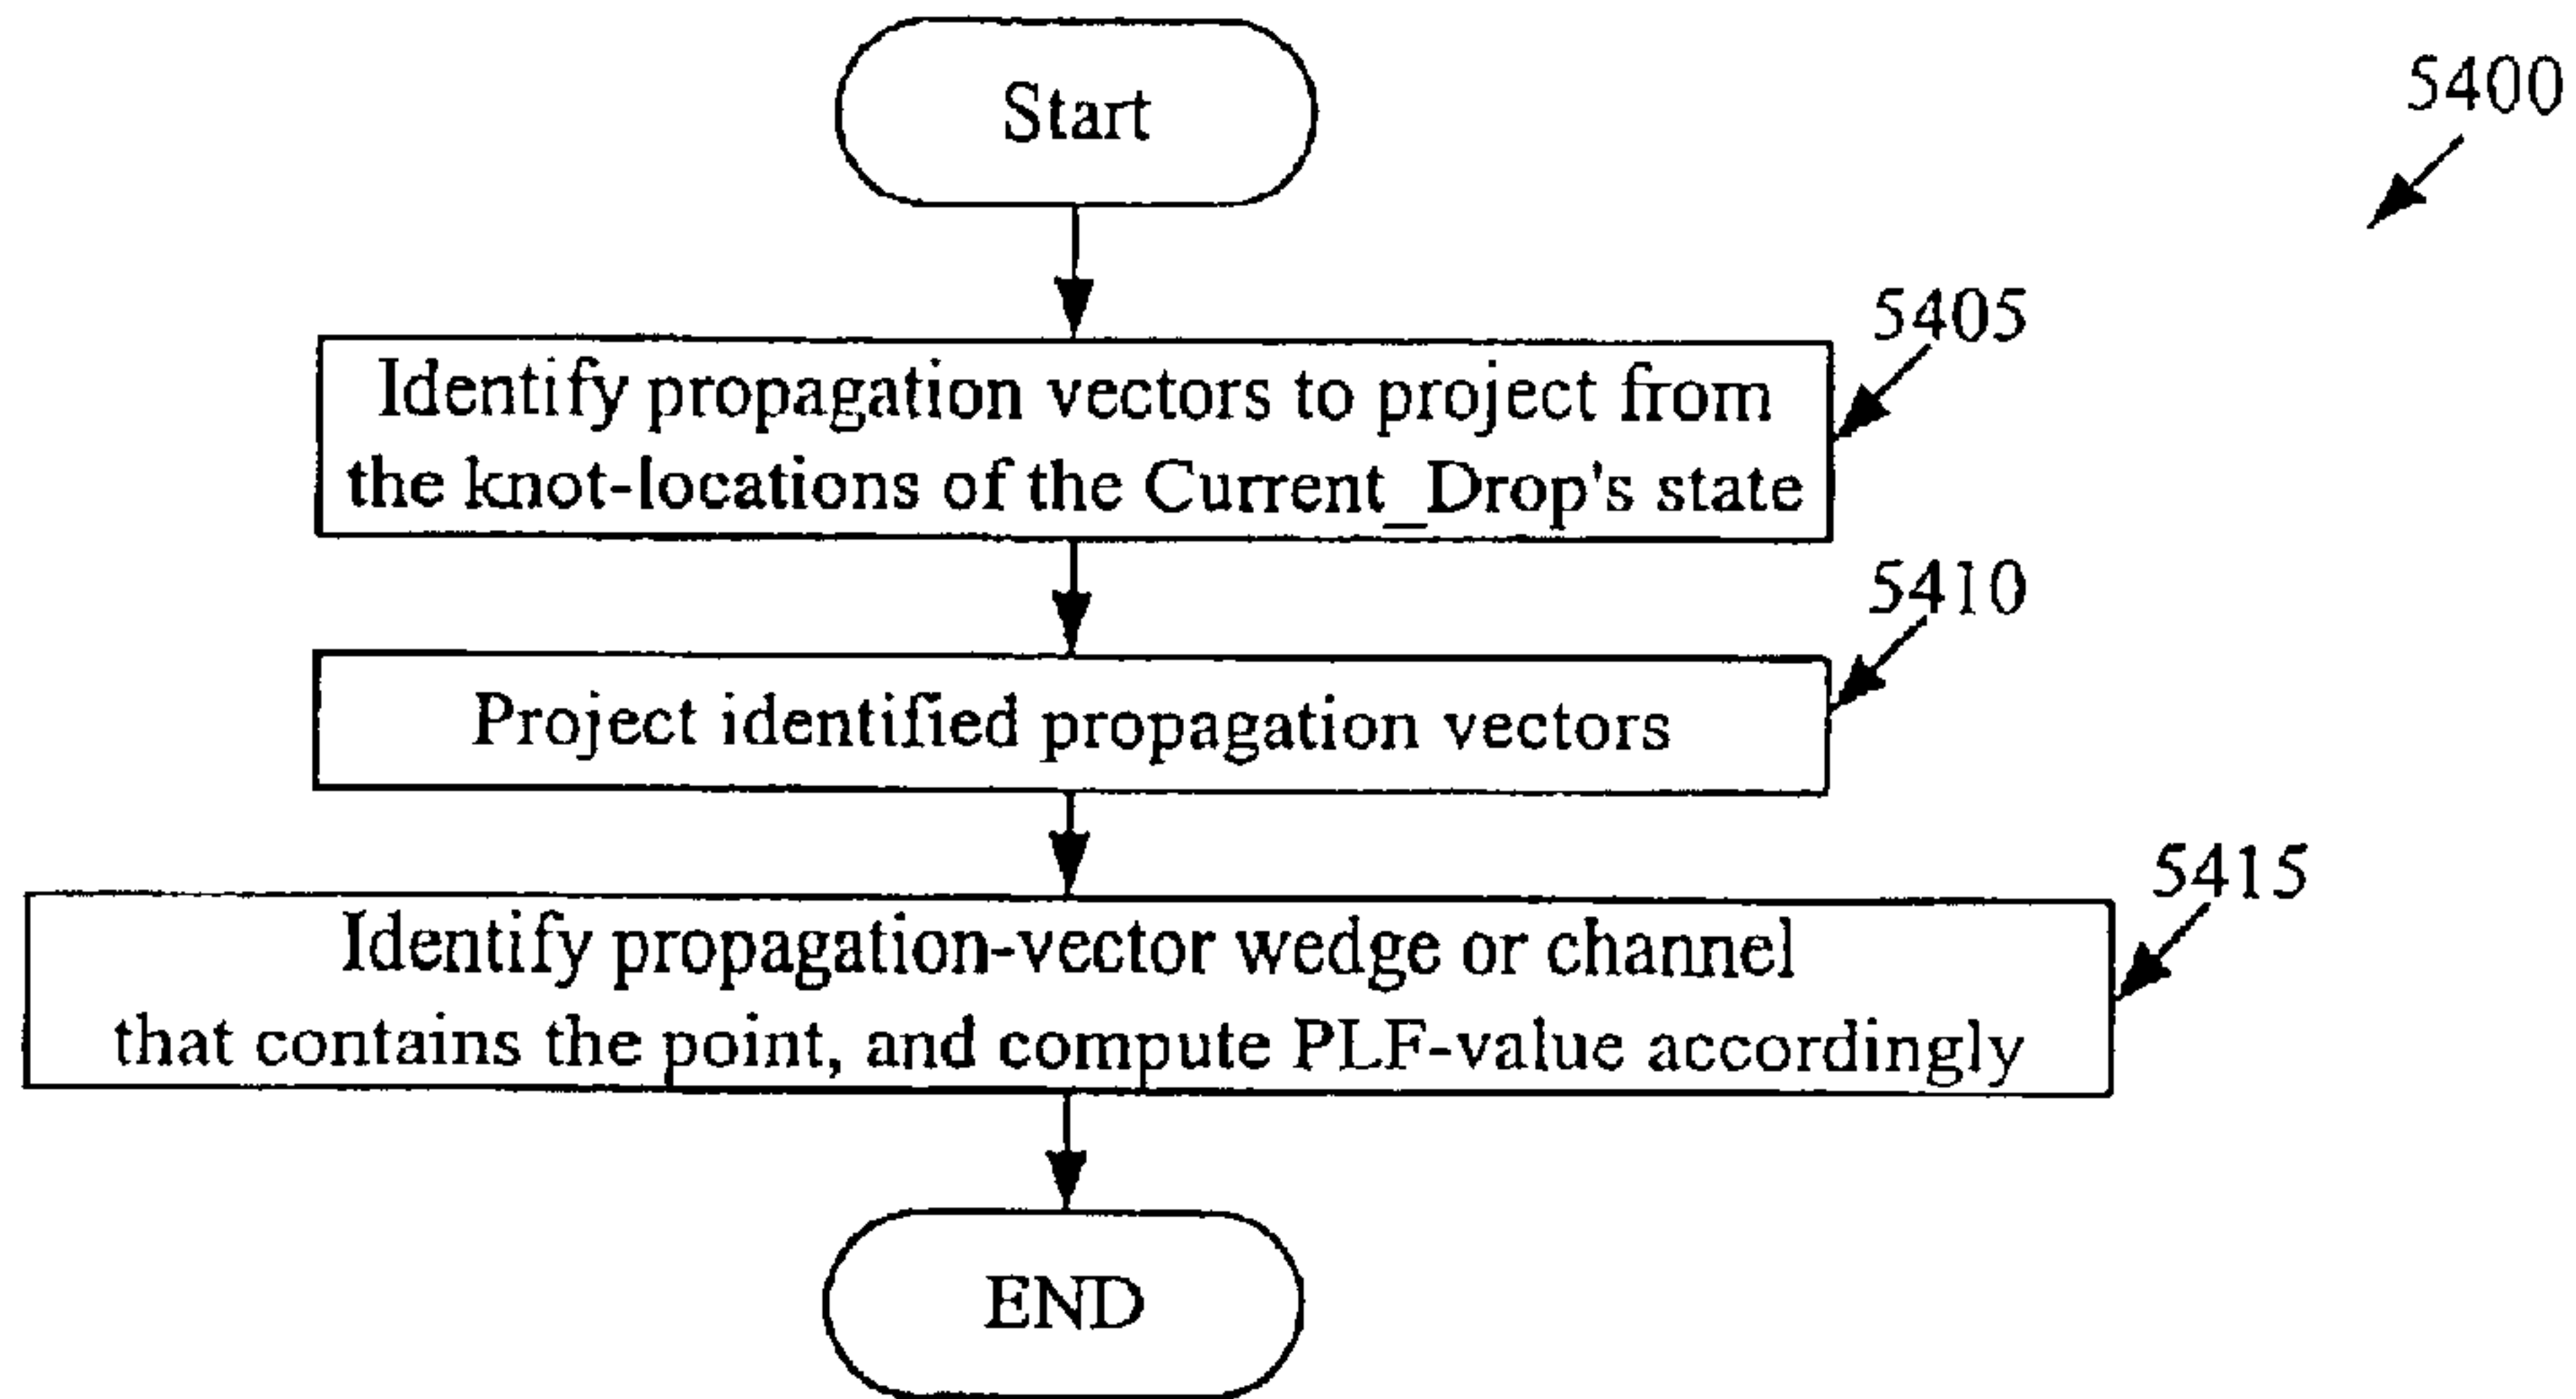 Start
5400
5405
Identify propagation vectors to project from
the knot-locations of the Current_Drop's state
5410
Project identified propagation vectors
5415
Identify propagation-vector wedge or channel
that contains the point, and compute PLF-value accordingly
END